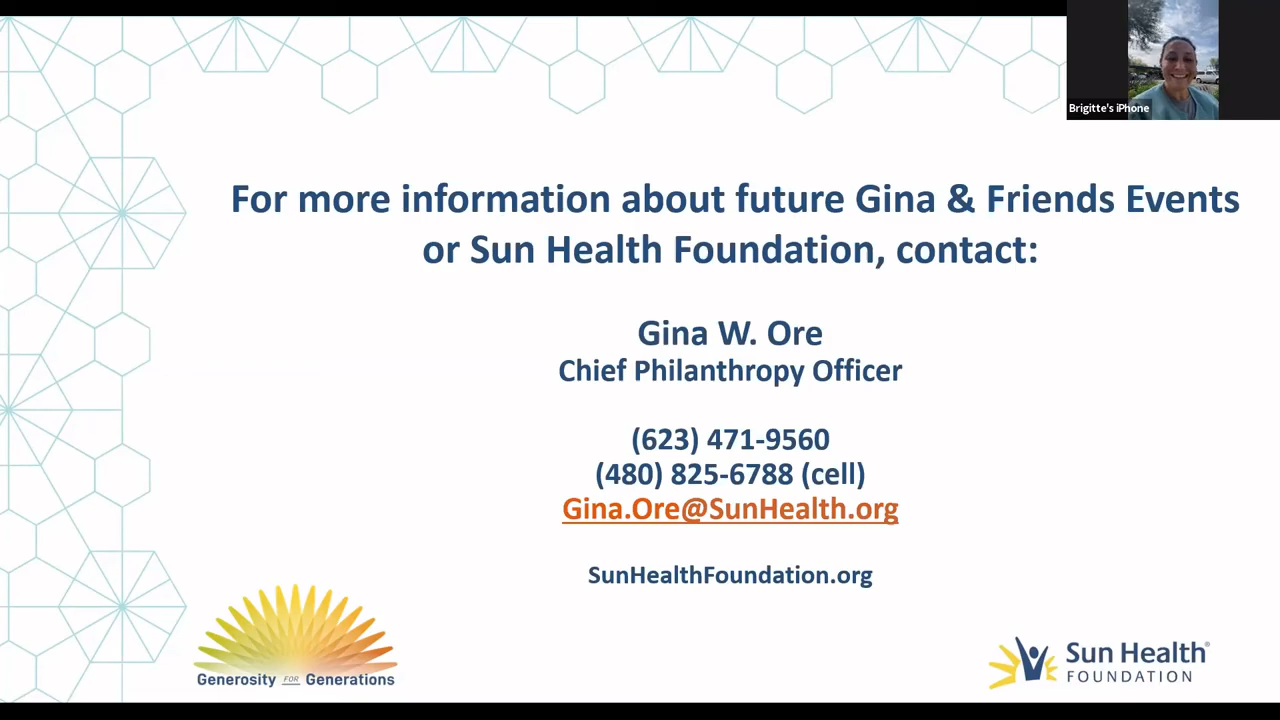 Brigitte's iPhone
For more information about future Gina & Friends Events
or Sun Health Foundation, contact:
Gina W. Ore
Chief Philanthropy Officer
(623) 471-9560
(480) 825-6788 (cell)
Gina.Ore@SunHealth.org
SunHealthFoundation.org
Generosity FOR Generations
Sun Health®
FOUNDATION